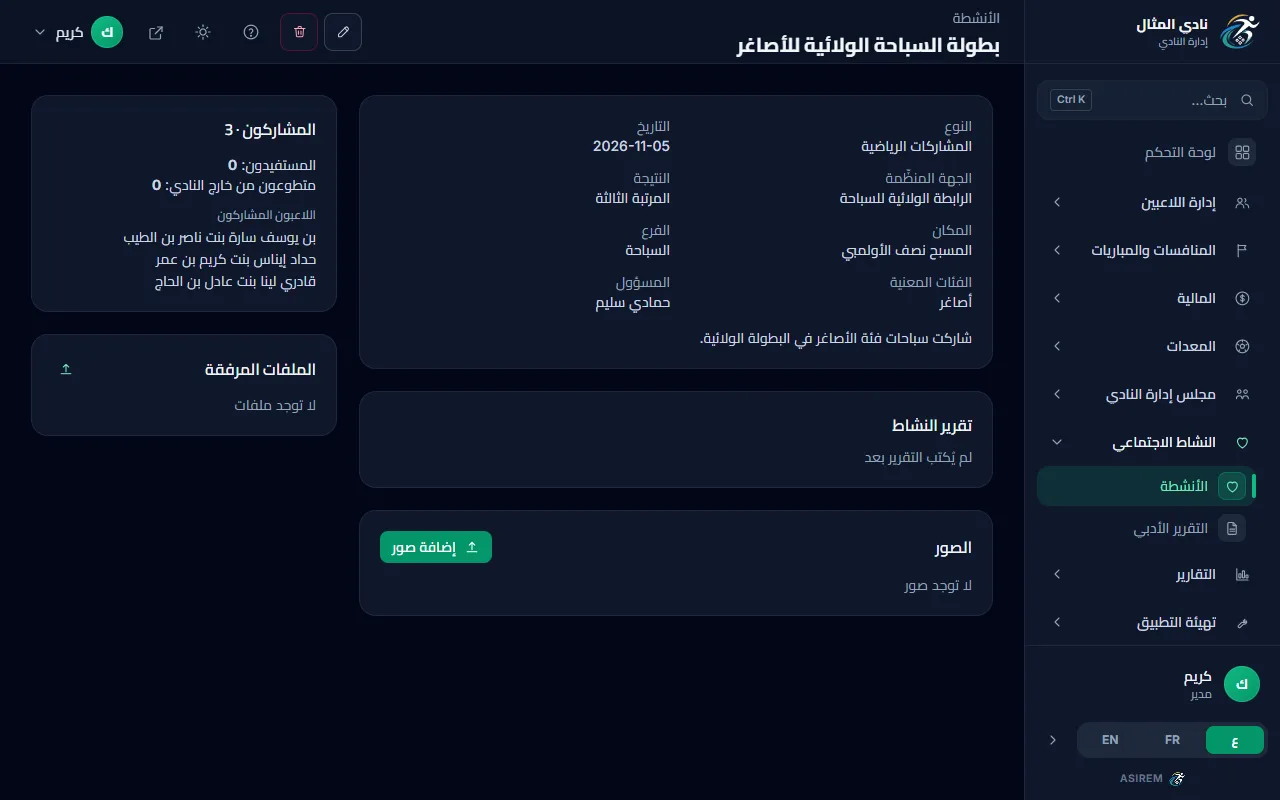 نادي المثال
إدارة النادي
بحث...
Ctrl K
لوحة التحكم
إدارة اللاعبين
المنافسات والمباريات
المالية
المعدات
مجلس إدارة النادي
النشاط الاجتماعي
الأنشطة
التقرير الأدبي
التقارير
تهيئة التطبيق
ك
كريم
مدير
ع
FR
EN
ASIREM
الأنشطة
بطولة السباحة الولائية للأصاغر
ك
كريم
النوع
المشاركات الرياضية
التاريخ
2026-11-05
الجهة المنظّمة
الرابطة الولائية للسباحة
النتيجة
المرتبة الثالثة
المكان
المسبح نصف الأولمبي
الفرع
السباحة
الفئات المعنية
أصاغر
المسؤول
حمادي سليم
شاركت سباحات فئة الأصاغر في البطولة الولائية.
تقرير النشاط
لم يُكتب التقرير بعد
الصور
إضافة صور
لا توجد صور
المشاركون · 3
المستفيدون: 0
متطوعون من خارج النادي: 0
اللاعبون المشاركون
بن يوسف سارة بنت ناصر بن الطيب
حداد إيناس بنت كريم بن عمر
قادري لينا بنت عادل بن الحاج
الملفات المرفقة
لا توجد ملفات